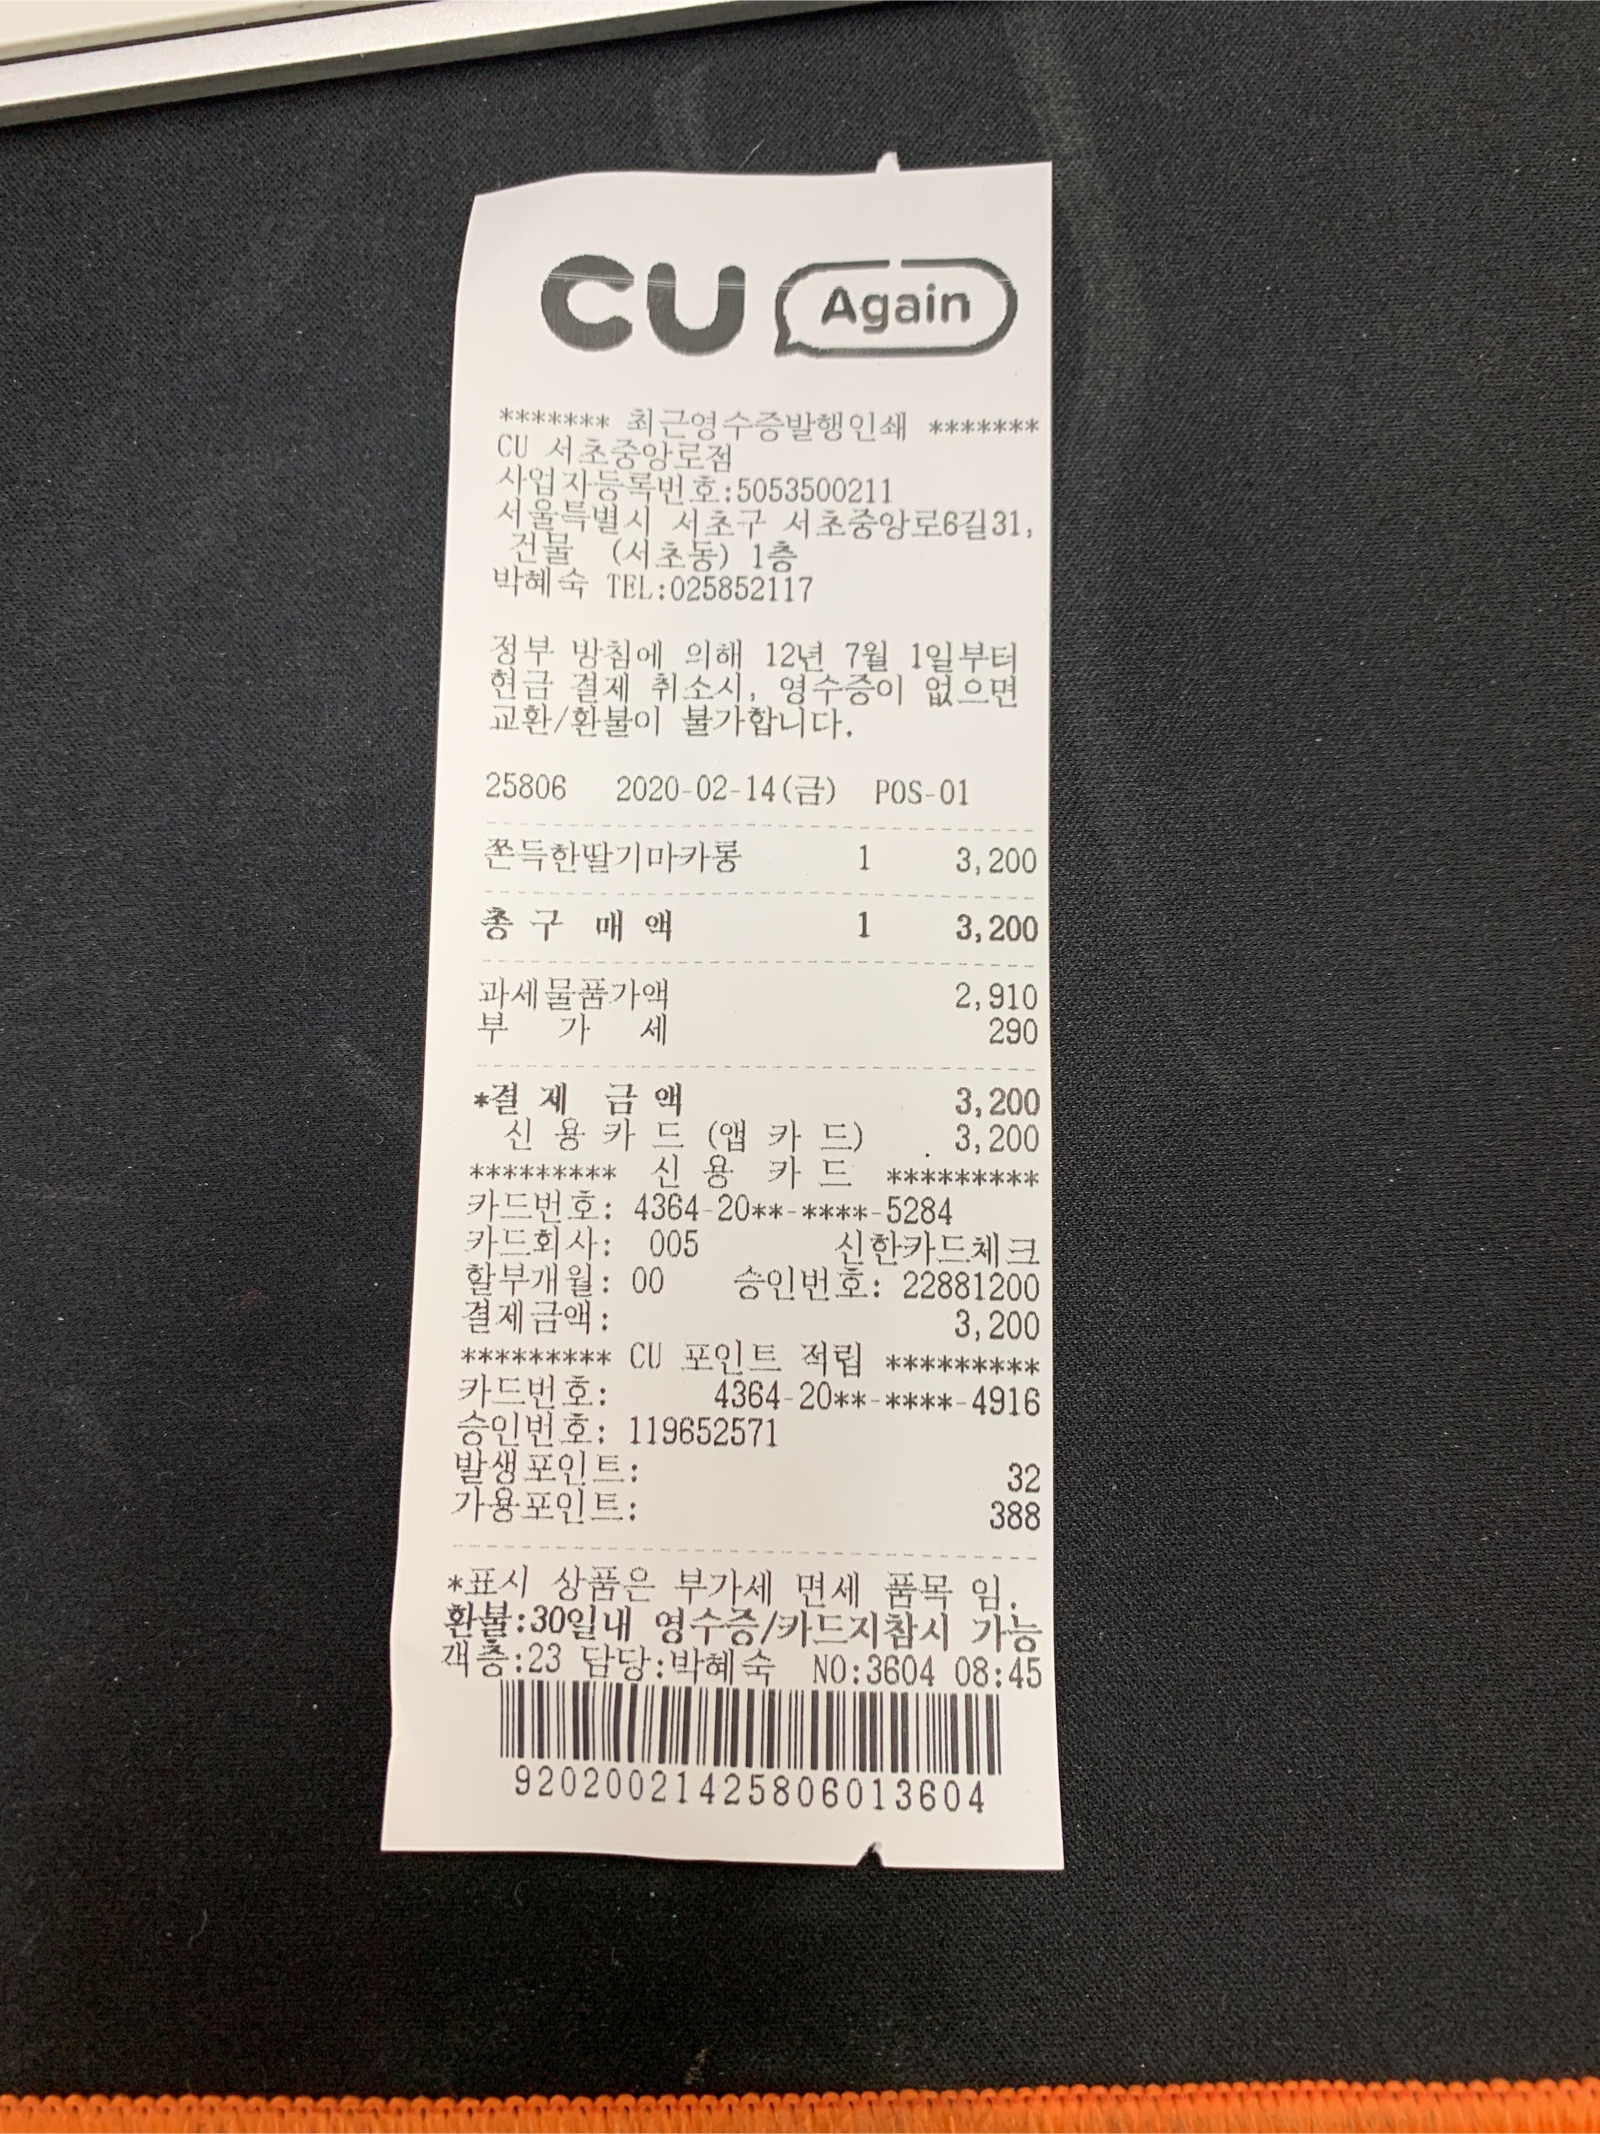 CU Again
******* 최근영수증발행인쇄 *******
CU 서초중앙로점
사업자등록번호:5053500211
서울특별시 서초구 서초중앙로6길31,
건물 (서초동) 1층
박혜숙 TEL:025852117
정부 방침에 의해 12년 7월 1일부터
현금 결제 취소시, 영수증이 없으면
교환/환불이 불가합니다.
25806 2020-02-14(금) POS-01
쫀득한딸기마카롱 1 3,200
총 구 매 액 1 3,200
과세물품가액 2,910
부 가 세 290
*결 제 금 액 3,200
신 용 카 드 (앱 카 드) 3,200
********* 신 용 카 드 *********
카드번호: 4364-20**-****-5284
카드회사: 005 신한카드체크
할부개월: 00 승인번호: 22881200
결제금액: 3,200
********* CU 포인트 적립 *********
카드번호: 4364-20**-****-4916
승인번호: 119652571
발생포인트: 32
가용포인트: 388
*표시 상품은 부가세 면세 품목 임.
환불:30일내 영수증/카드지참시 가능
객층:23 담당:박혜숙 NO:3604 08:45
92020021425806013604